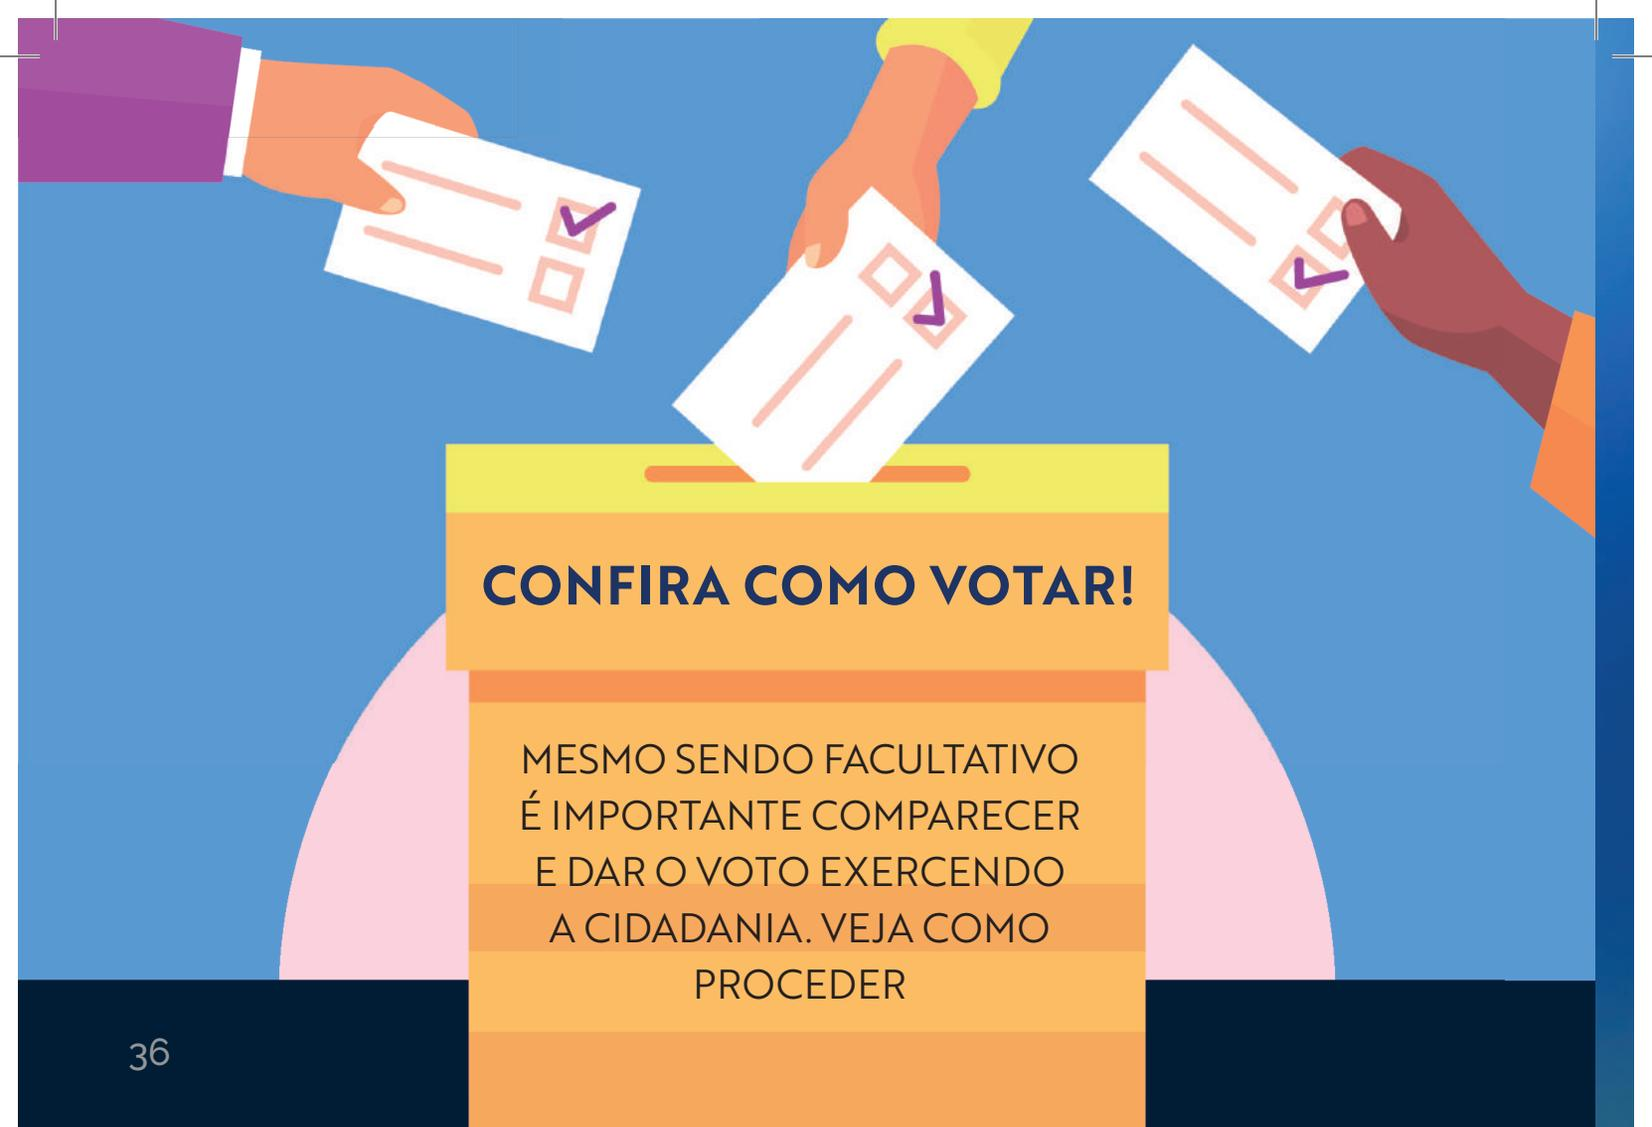 CONFIRA COMO VOTAR!
MESMO SENDO FACULTATIVO
É IMPORTANTE COMPARECER
E DAR O VOTO EXERCENDO
A CIDADANIA. VEJA COMO
PROCEDER
36